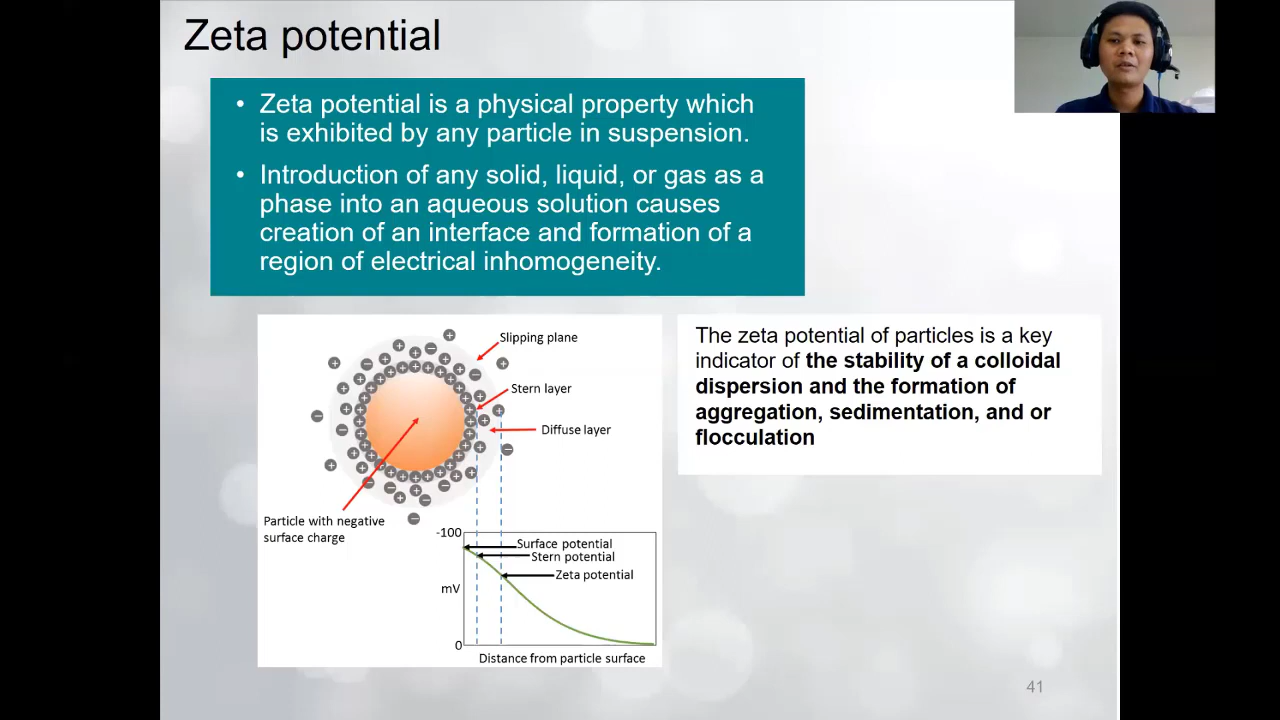 Zeta potential
• Zeta potential is a physical property which
is exhibited by any particle in suspension.
• Introduction of any solid, liquid, or gas as a
phase into an aqueous solution causes
creation of an interface and formation of a
region of electrical inhomogeneity.
Slipping plane
Stern layer
Diffuse layer
Particle with negative
surface charge
-100
Surface potential
Stern potential
Zeta potential
mV
0
Distance from particle surface
The zeta potential of particles is a key
indicator of the stability of a colloidal
dispersion and the formation of
aggregation, sedimentation, and or
flocculation
41